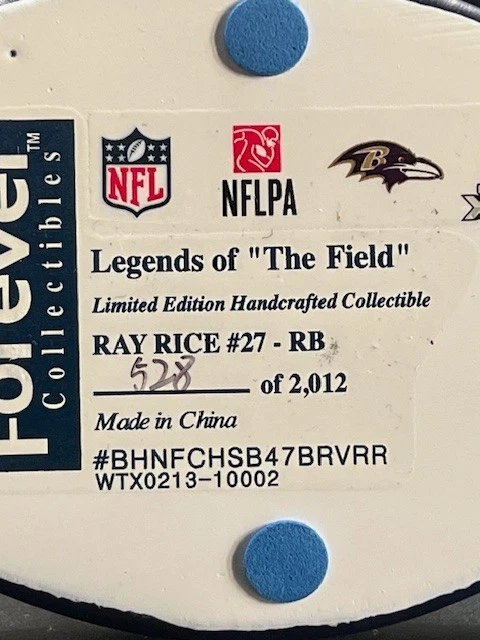 Forever™
Collectibles
NFL
NFLPA
B
Legends of "The Field"
Limited Edition Handcrafted Collectible
RAY RICE #27 - RB
528 of 2,012
Made in China
#BHNFCHSB47BRVRR
WTX0213-10002